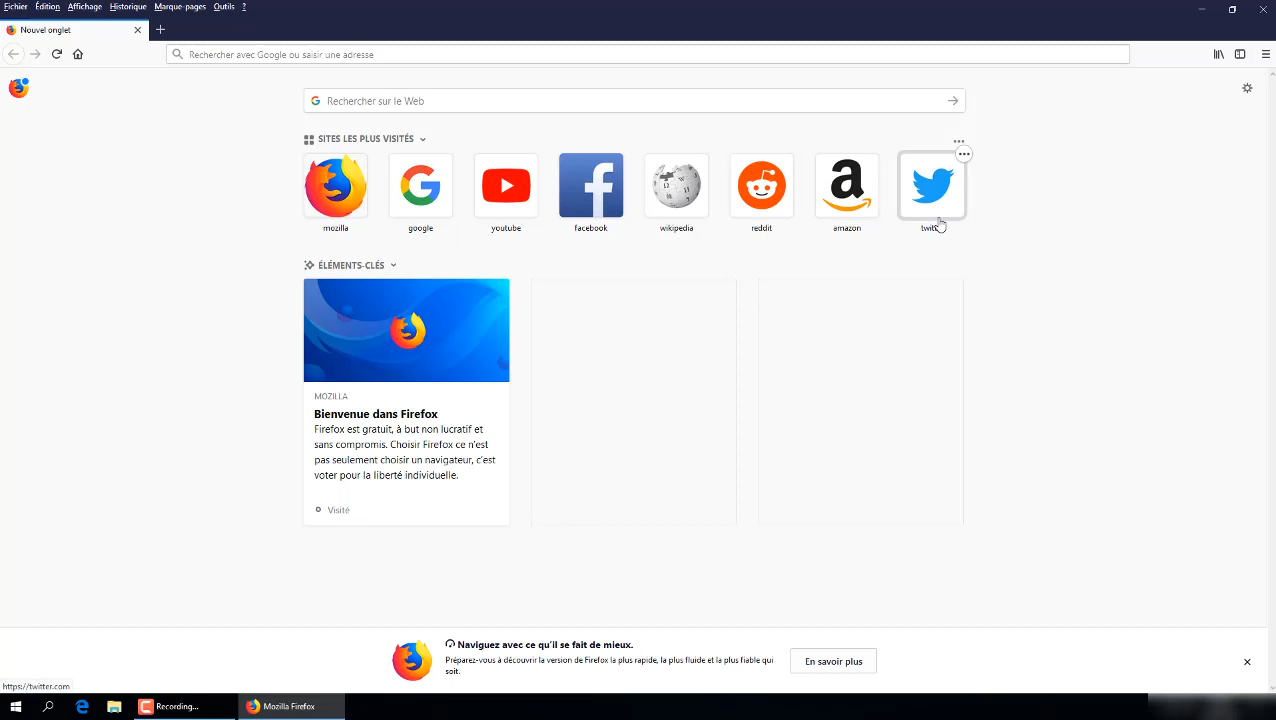 Fichier Édition Affichage Historique Marque-pages Outils
Nouvel onglet
Rechercher avec Google ou saisir une adresse
Rechercher sur le Web
SITES LES PLUS VISITÉS
mozilla google youtube facebook wikipedia reddit amazon
ÉLÉMENTS-CLÉS
MOZILLA
Bienvenue dans Firefox
Firefox est gratuit, à but non lucratif et
sans compromis. Choisir Firefox ce n'est
pas seulement choisir un navigateur, c'est
voter pour la liberté individuelle.
Visité
Naviguez avec ce qu'il se fait de mieux.
Préparez-vous à découvrir la version de Firefox la plus rapide, la plus fluide et la plus fiable qui
soit.
En savoir plus
https://twitter.com
Recording... Mozilla Firefox